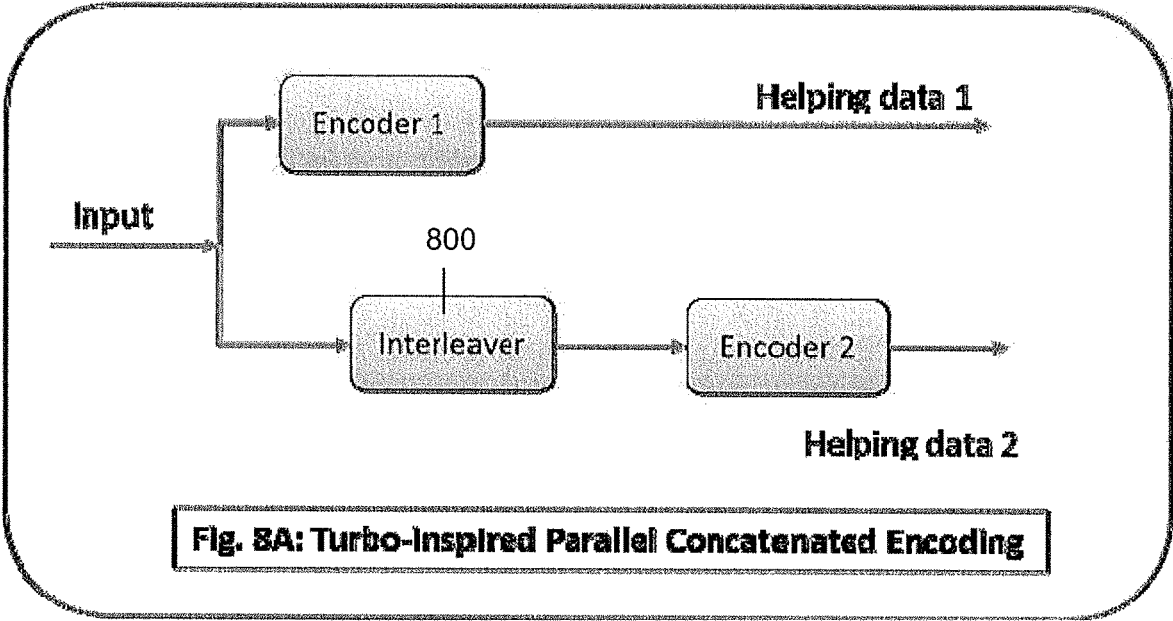 Helping data 1
Encoder 1
Input
800
Interleaver
Encoder 2
Helping data 2
Fig. 8A: Turbo-Inspired Parallel Concatenated Encoding